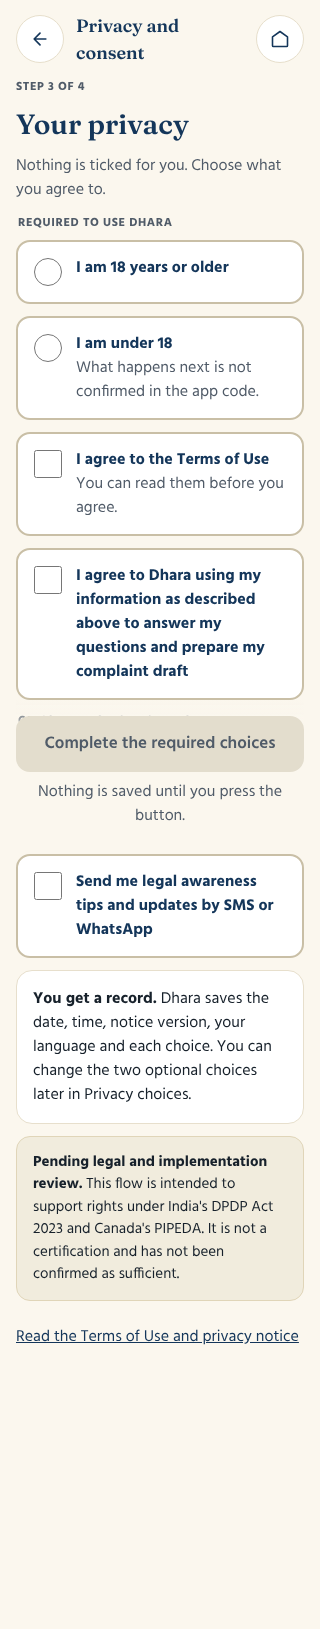 Privacy and
consent
STEP 3 OF 4
Your privacy
Nothing is ticked for you. Choose what
you agree to.
REQUIRED TO USE DHARA
I am 18 years or older
I am under 18
What happens next is not
confirmed in the app code.
I agree to the Terms of Use
You can read them before you
agree.
I agree to Dhara using my
information as described
above to answer my
questions and prepare my
complaint draft
Complete the required choices
Nothing is saved until you press the
button.
Send me legal awareness
tips and updates by SMS or
WhatsApp
You get a record. Dhara saves the
date, time, notice version, your
language and each choice. You can
change the two optional choices
later in Privacy choices.
Pending legal and implementation
review. This flow is intended to
support rights under India's DPDP Act
2023 and Canada's PIPEDA. It is not a
certification and has not been
confirmed as sufficient.
Read the Terms of Use and privacy notice